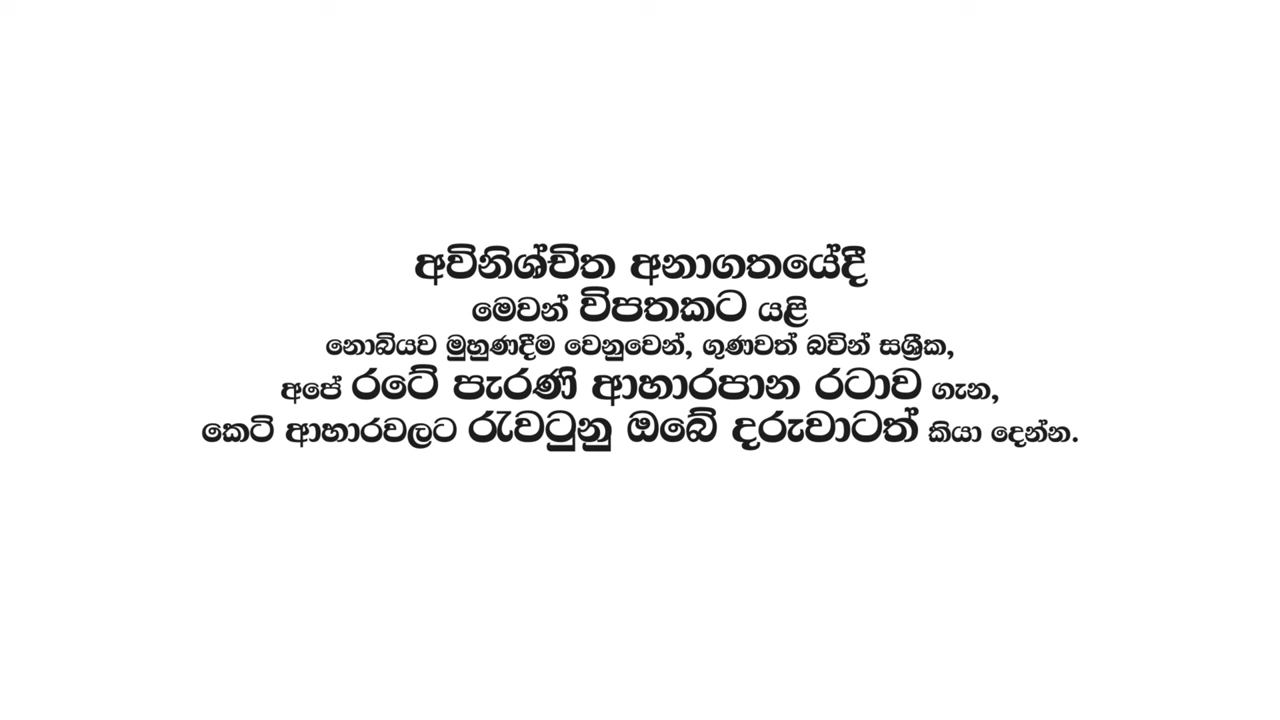 අවිනිශ්චිත අනාගතයේදී
මෙවන් විපතකට යළි
නොබියව මුහුණදීම වෙනුවෙන්, ගුණවත් බවින් සශ්‍රීක,
අපේ රටේ පැරණි ආහාරපාන රටාව ගැන,
කෙටි ආහාරවලට රැවටුනු ඔබේ දරුවාටත් කියා දෙන්න.